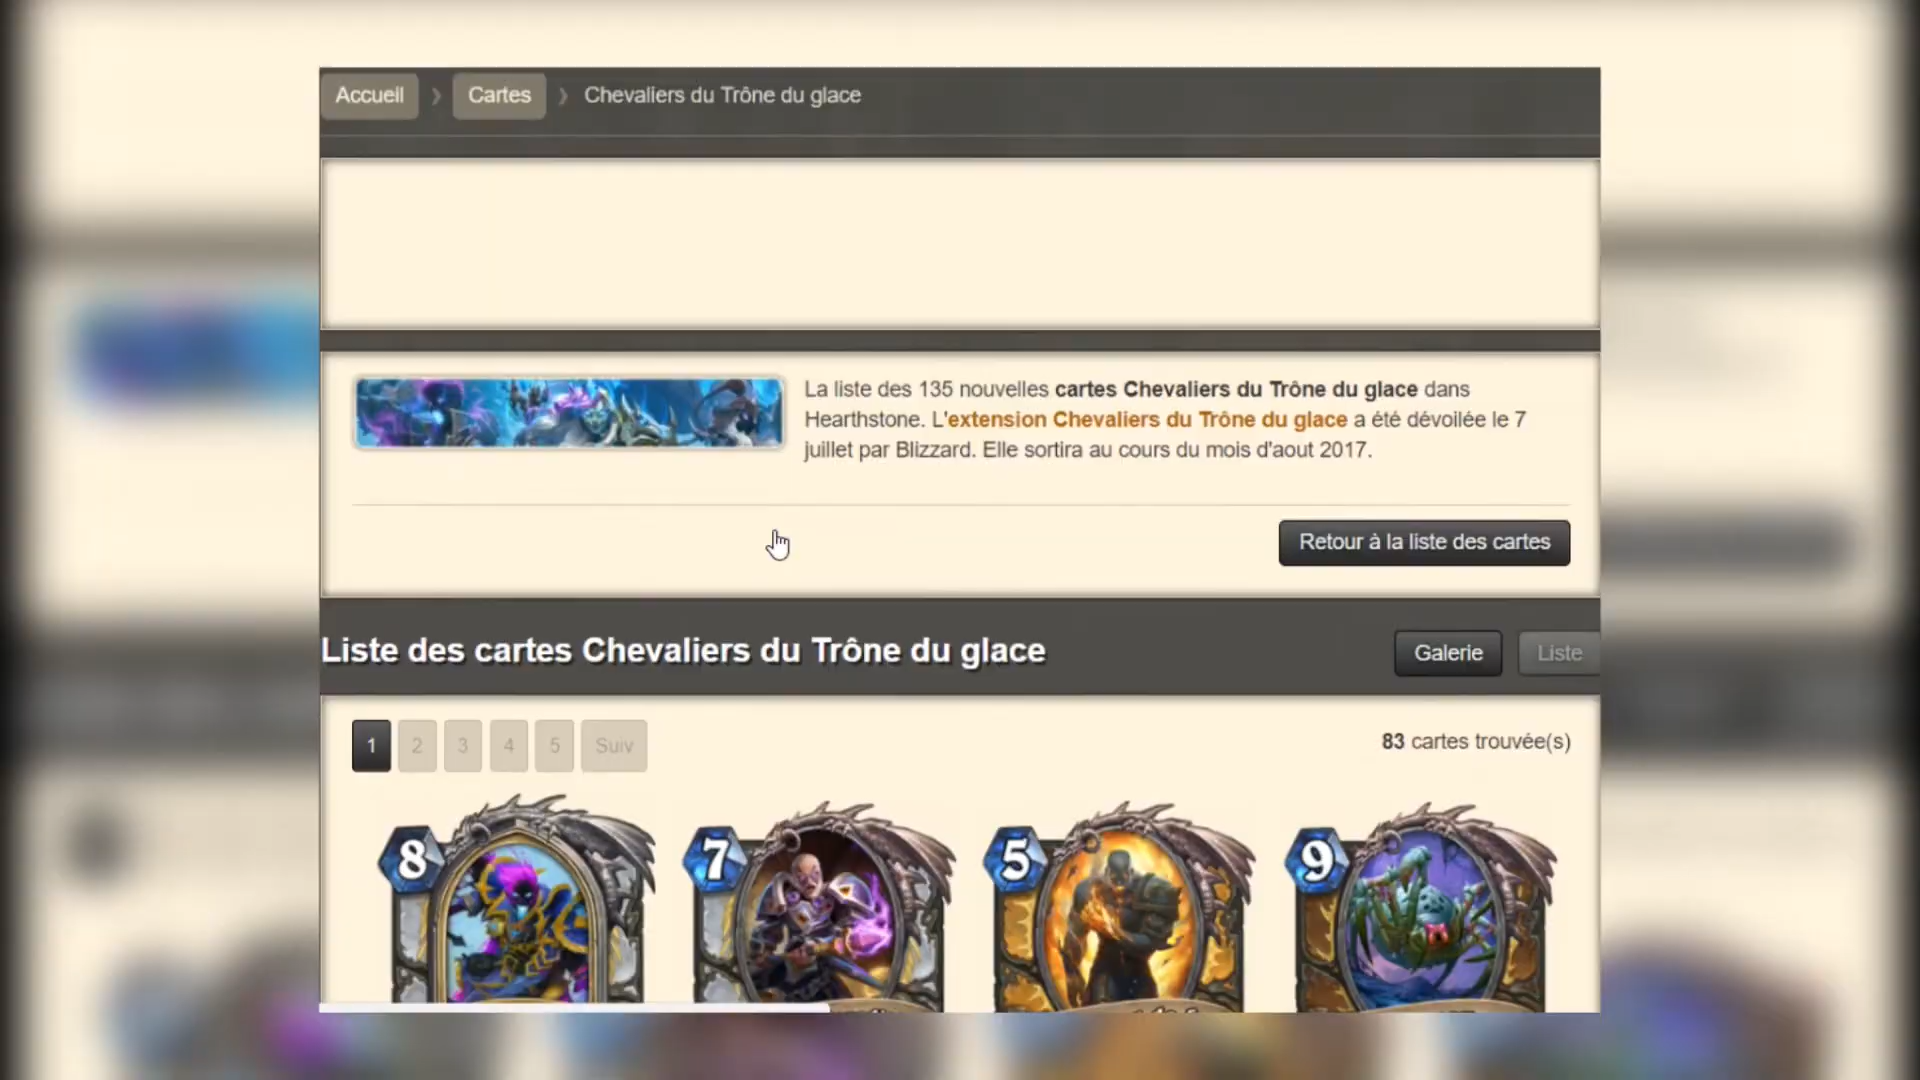 Accueil › Cartes › Chevaliers du Trône du glace
La liste des 135 nouvelles cartes Chevaliers du Trône du glace dans
Hearthstone. L'extension Chevaliers du Trône du glace a été dévoilée le 7
juillet par Blizzard. Elle sortira au cours du mois d'aout 2017.
Retour à la liste des cartes
Liste des cartes Chevaliers du Trône du glace
Galerie Liste
1 2 3 4 5 Suiv
83 cartes trouvée(s)
8 7 5 9